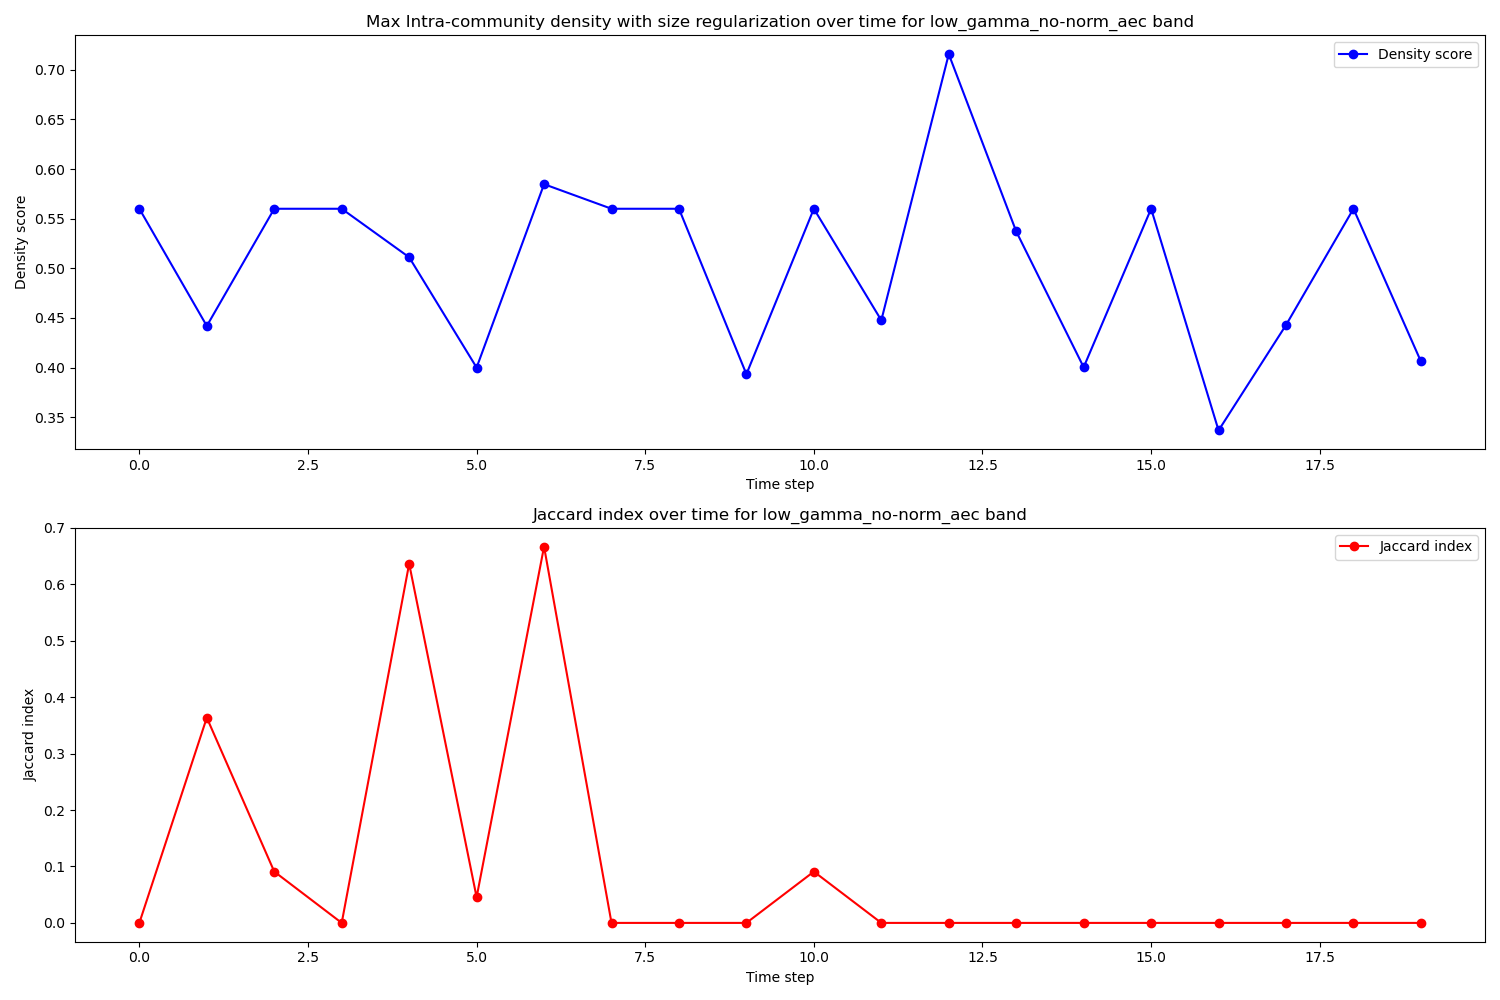 Max Intra-community density with size regularization over time for low_gamma_no-norm_aec band
Density score
0.70
0.65
0.60
0.55
0.50
0.45
0.40
0.35
Density score
0.0 2.5 5.0 7.5 10.0 12.5 15.0 17.5
Time step
Jaccard index over time for low_gamma_no-norm_aec band
Jaccard index
0.7
0.6
0.5
0.4
0.3
0.2
0.1
0.0
Jaccard index
0.0 2.5 5.0 7.5 10.0 12.5 15.0 17.5
Time step